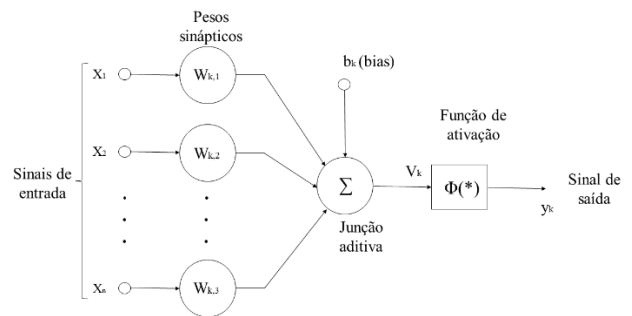 Pesos
sinápticos
X₁
Wₖ,₁
bₖ (bias)
Função de
ativação
X₂
Wₖ,₂
Sinais de
entrada
Σ
Vₖ
Φ(*)
Sinal de
saída
yₖ
Junção
aditiva
Xₙ
Wₖ,₃